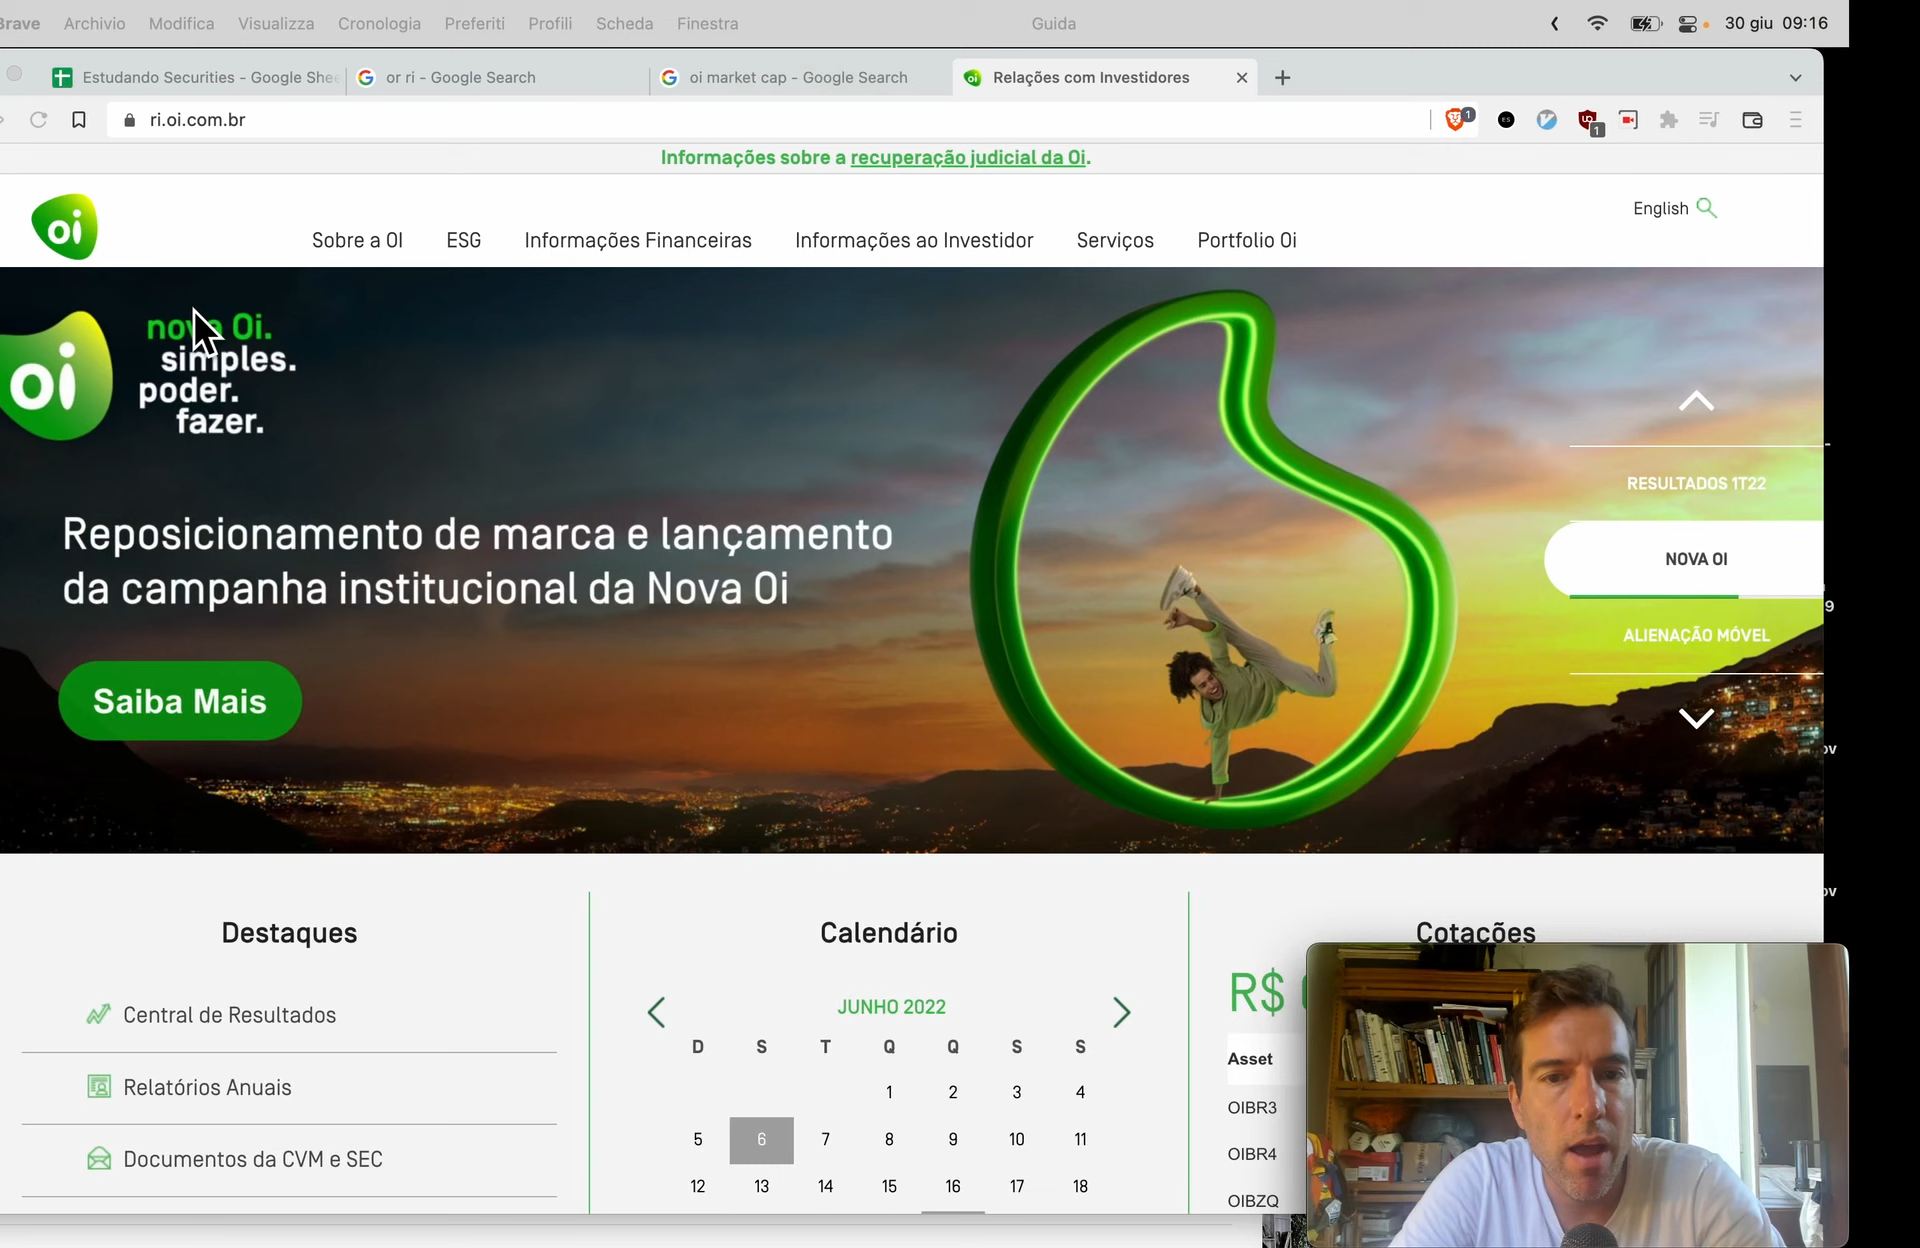 Brave Archivio Modifica Visualizza Cronologia Preferiti Profili Scheda Finestra Guida 30 giu 09:16
Estudando Securities - Google Shee
or ri - Google Search
oi market cap - Google Search
Relações com Investidores
ri.oi.com.br
Informações sobre a recuperação judicial da Oi.
English
oi
Sobre a OI ESG Informações Financeiras Informações ao Investidor Serviços Portfolio Oi
nova Oi.
simples.
oi
poder.
fazer.
RESULTADOS 1T22
Reposicionamento de marca e lançamento
da campanha institucional da Nova Oi
NOVA OI
ALIENAÇÃO MÓVEL
Saiba Mais
Destaques
Central de Resultados
Relatórios Anuais
Documentos da CVM e SEC
Calendário
JUNHO 2022
D S T Q Q S S
1 2 3 4
5 6 7 8 9 10 11
12 13 14 15 16 17 18
Cotações
R$
Asset
OIBR3
OIBR4
OIBZQ